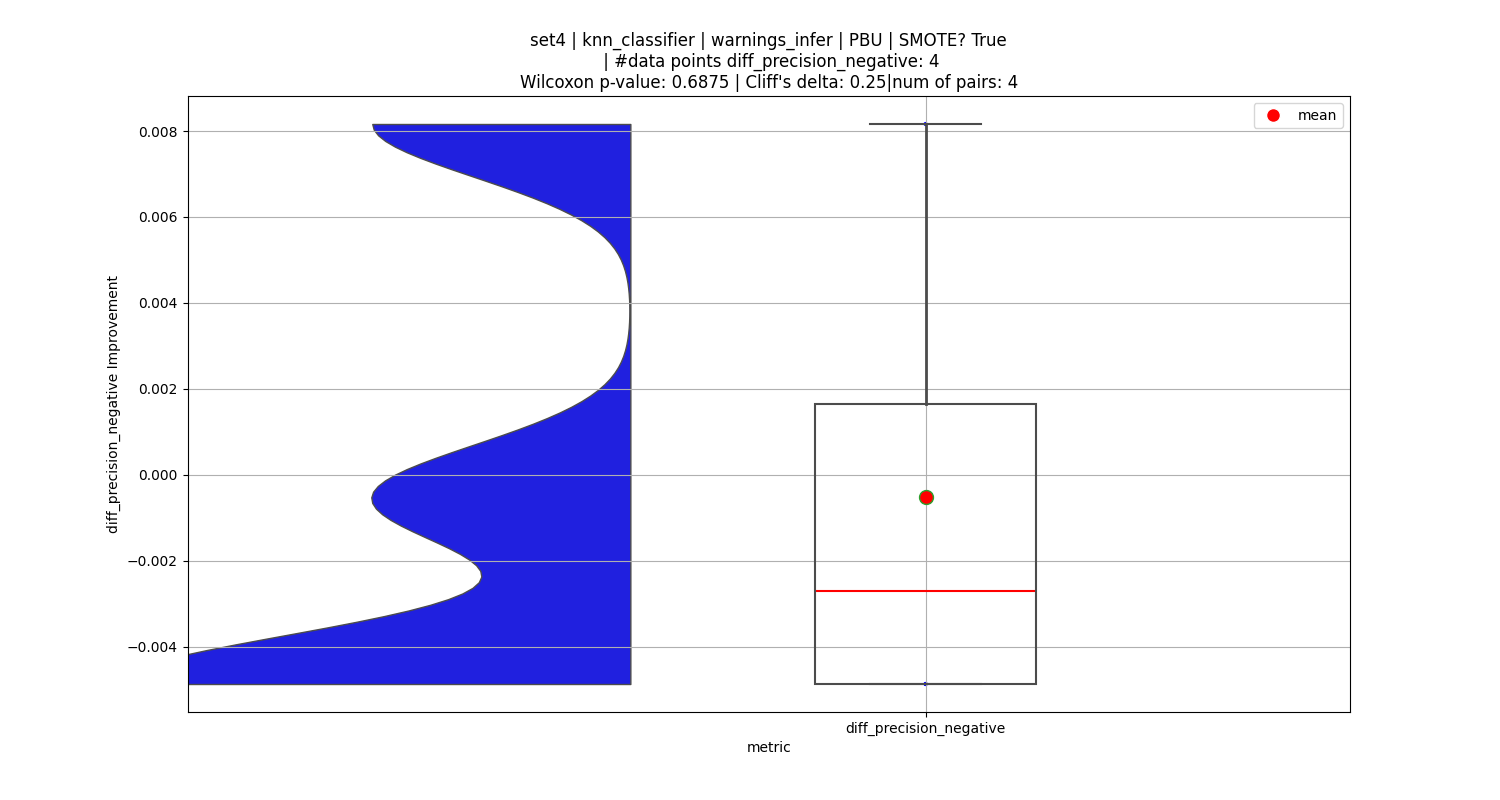 set4 | knn_classifier | warnings_infer | PBU | SMOTE? True
| #data points diff_precision_negative: 4
Wilcoxon p-value: 0.6875 | Cliff's delta: 0.25|num of pairs: 4
mean
0.008
0.006
0.004
0.002
0.000
−0.002
−0.004
diff_precision_negative Improvement
diff_precision_negative
metric